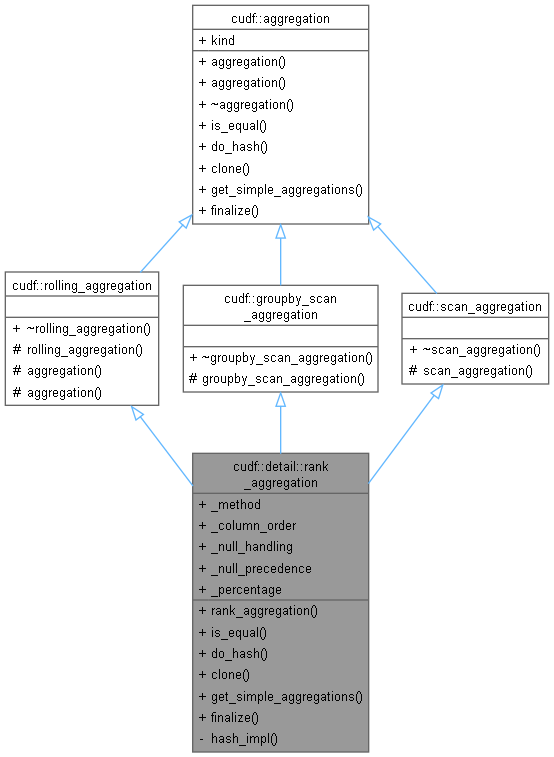 cudf::aggregation
+ kind
+ aggregation()
+ aggregation()
+ ~aggregation()
+ is_equal()
+ do_hash()
+ clone()
+ get_simple_aggregations()
+ finalize()
cudf::rolling_aggregation
+ ~rolling_aggregation()
# rolling_aggregation()
# aggregation()
# aggregation()
cudf::groupby_scan
_aggregation
+ ~groupby_scan_aggregation()
# groupby_scan_aggregation()
cudf::scan_aggregation
+ ~scan_aggregation()
# scan_aggregation()
cudf::detail::rank
_aggregation
+ _method
+ _column_order
+ _null_handling
+ _null_precedence
+ _percentage
+ rank_aggregation()
+ is_equal()
+ do_hash()
+ clone()
+ get_simple_aggregations()
+ finalize()
- hash_impl()